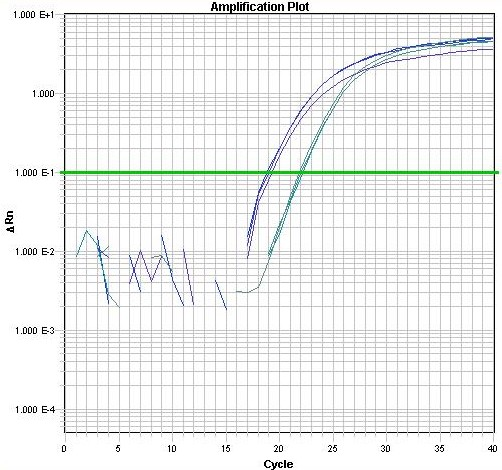 Amplification Plot
1.000 E+1
1.000
1.000 E-1
1.000 E-2
1.000 E-3
1.000 E-4
Δ Rn
0 5 10 15 20 25 30 35 40
Cycle